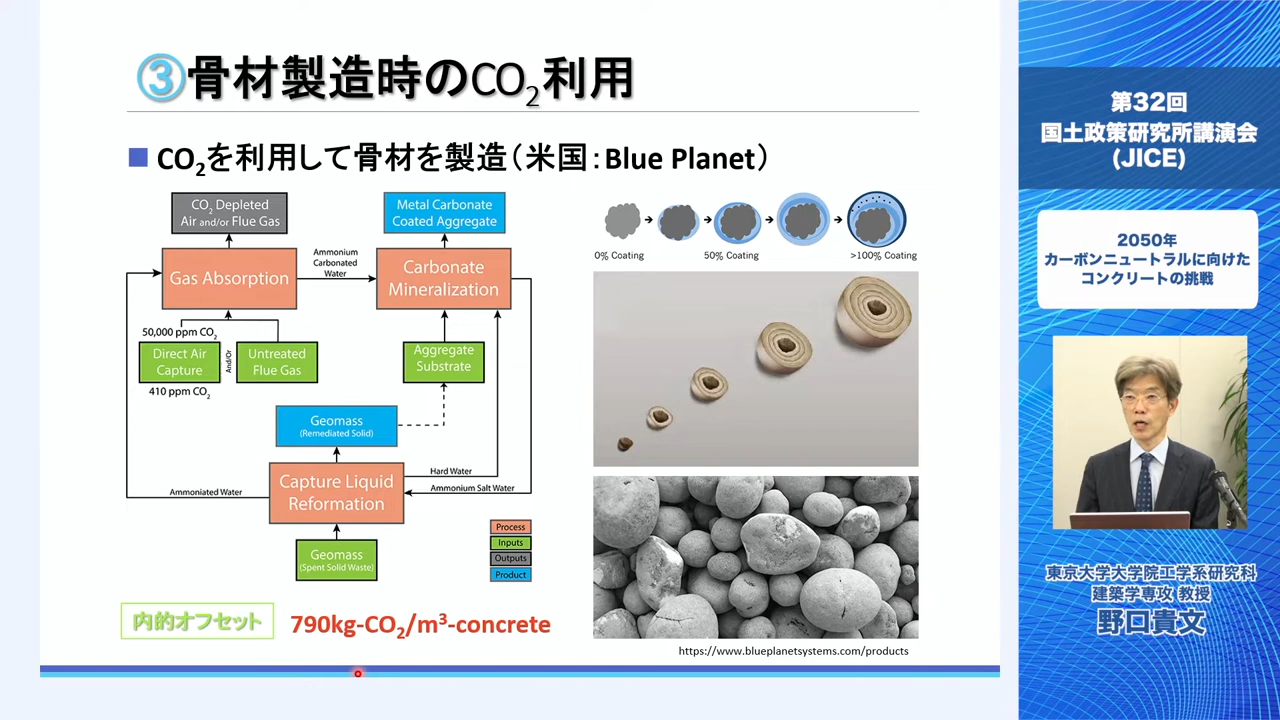 ③骨材製造時のCO₂利用
CO₂を利用して骨材を製造(米国：Blue Planet)
CO₂ Depleted
Air and/or Flue Gas
Metal Carbonate
Coated Aggregate
Gas Absorption
Ammonium
Carbonated
Water
Carbonate
Mineralization
50,000 ppm CO₂
Direct Air
Capture
And/Or
Untreated
Flue Gas
Aggregate
Substrate
410 ppm CO₂
Geomass
(Remediated Solid)
Capture Liquid
Reformation
Hard Water
Ammonium Salt Water
Ammoniated Water
Geomass
(Spent Solid Waste)
Process
Inputs
Outputs
Product
0% Coating
50% Coating
>100% Coating
内的オフセット
790kg-CO₂/m³-concrete
https://www.blueplanetsystems.com/products
第32回
国土政策研究所講演会
(JICE)
2050年
カーボンニュートラルに向けた
コンクリートの挑戦
東京大学大学院工学系研究科
建築学専攻 教授
野口貴文